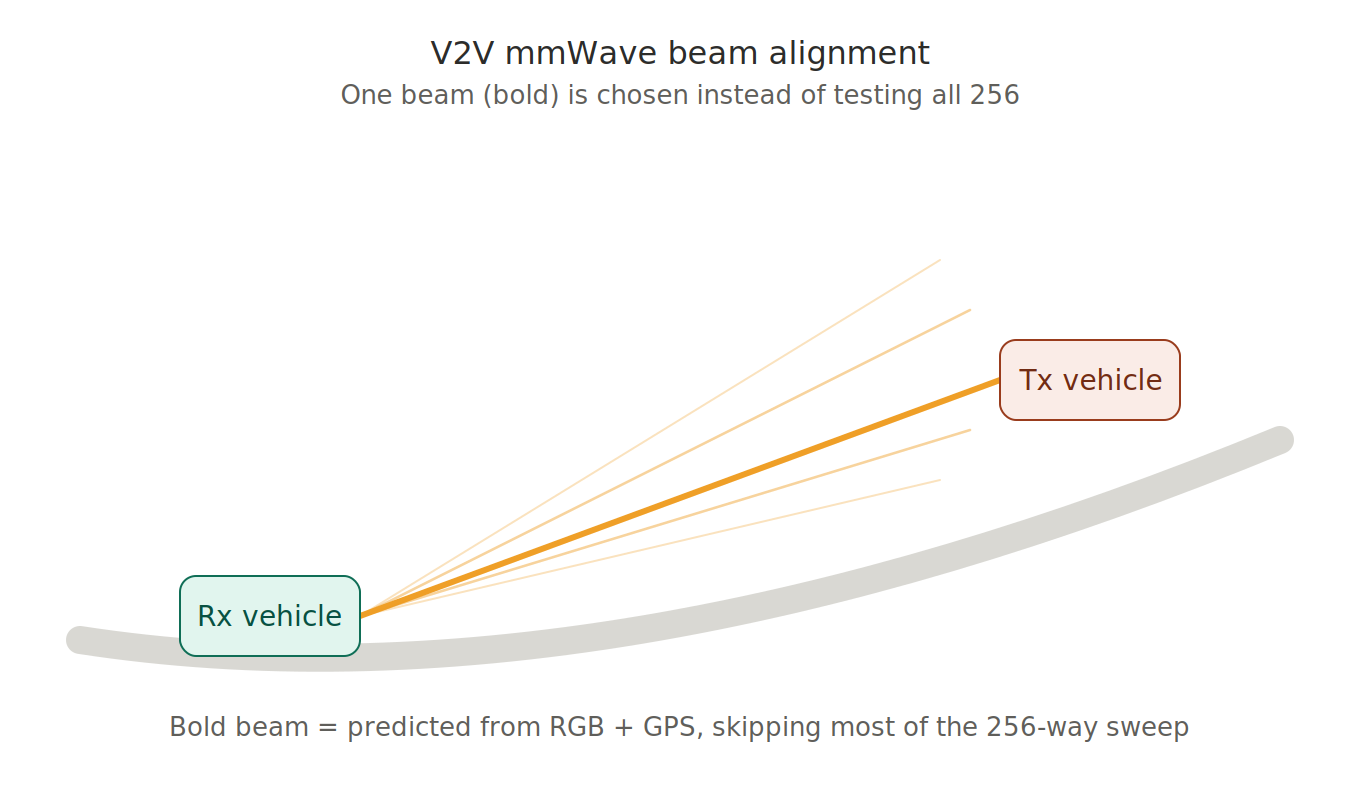 V2V mmWave beam alignment
One beam (bold) is chosen instead of testing all 256
Tx vehicle
Rx vehicle
Bold beam = predicted from RGB + GPS, skipping most of the 256-way sweep